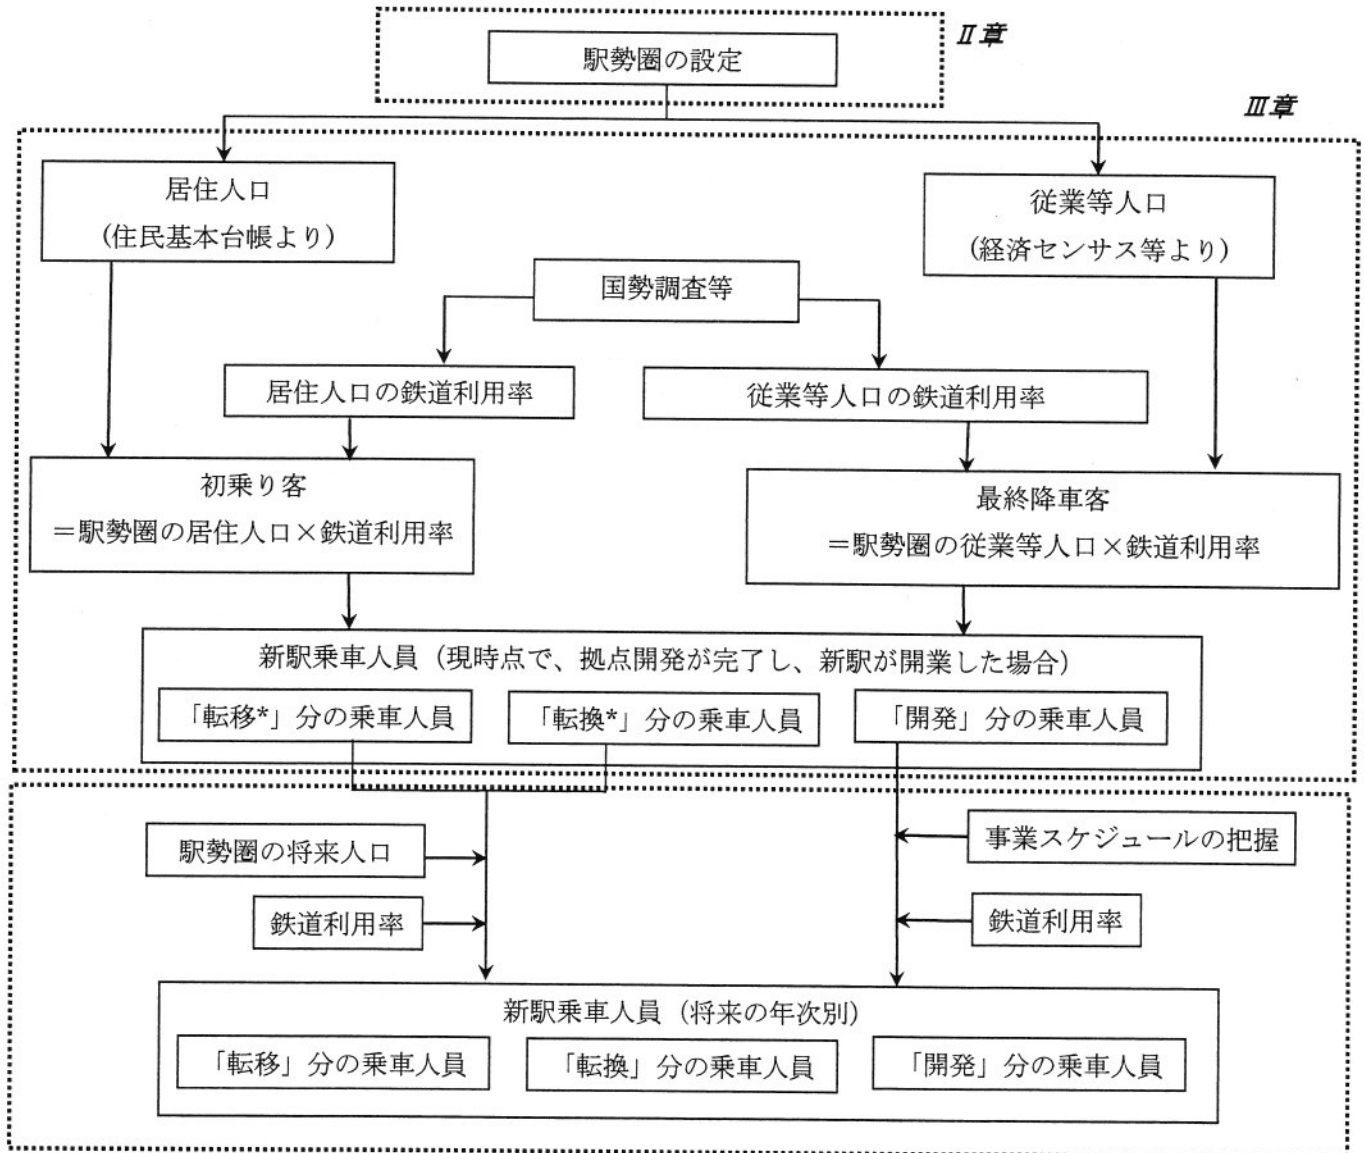 Ⅱ章
駅勢圏の設定
Ⅲ章
居住人口
(住民基本台帳より)
従業等人口
(経済センサス等より)
国勢調査等
居住人口の鉄道利用率
従業等人口の鉄道利用率
初乗り客
＝駅勢圏の居住人口×鉄道利用率
最終降車客
＝駅勢圏の従業等人口×鉄道利用率
新駅乗車人員（現時点で、拠点開発が完了し、新駅が開業した場合）
「転移*」分の乗車人員
「転換*」分の乗車人員
「開発」分の乗車人員
駅勢圏の将来人口
事業スケジュールの把握
鉄道利用率
鉄道利用率
新駅乗車人員（将来の年次別）
「転移」分の乗車人員
「転換」分の乗車人員
「開発」分の乗車人員